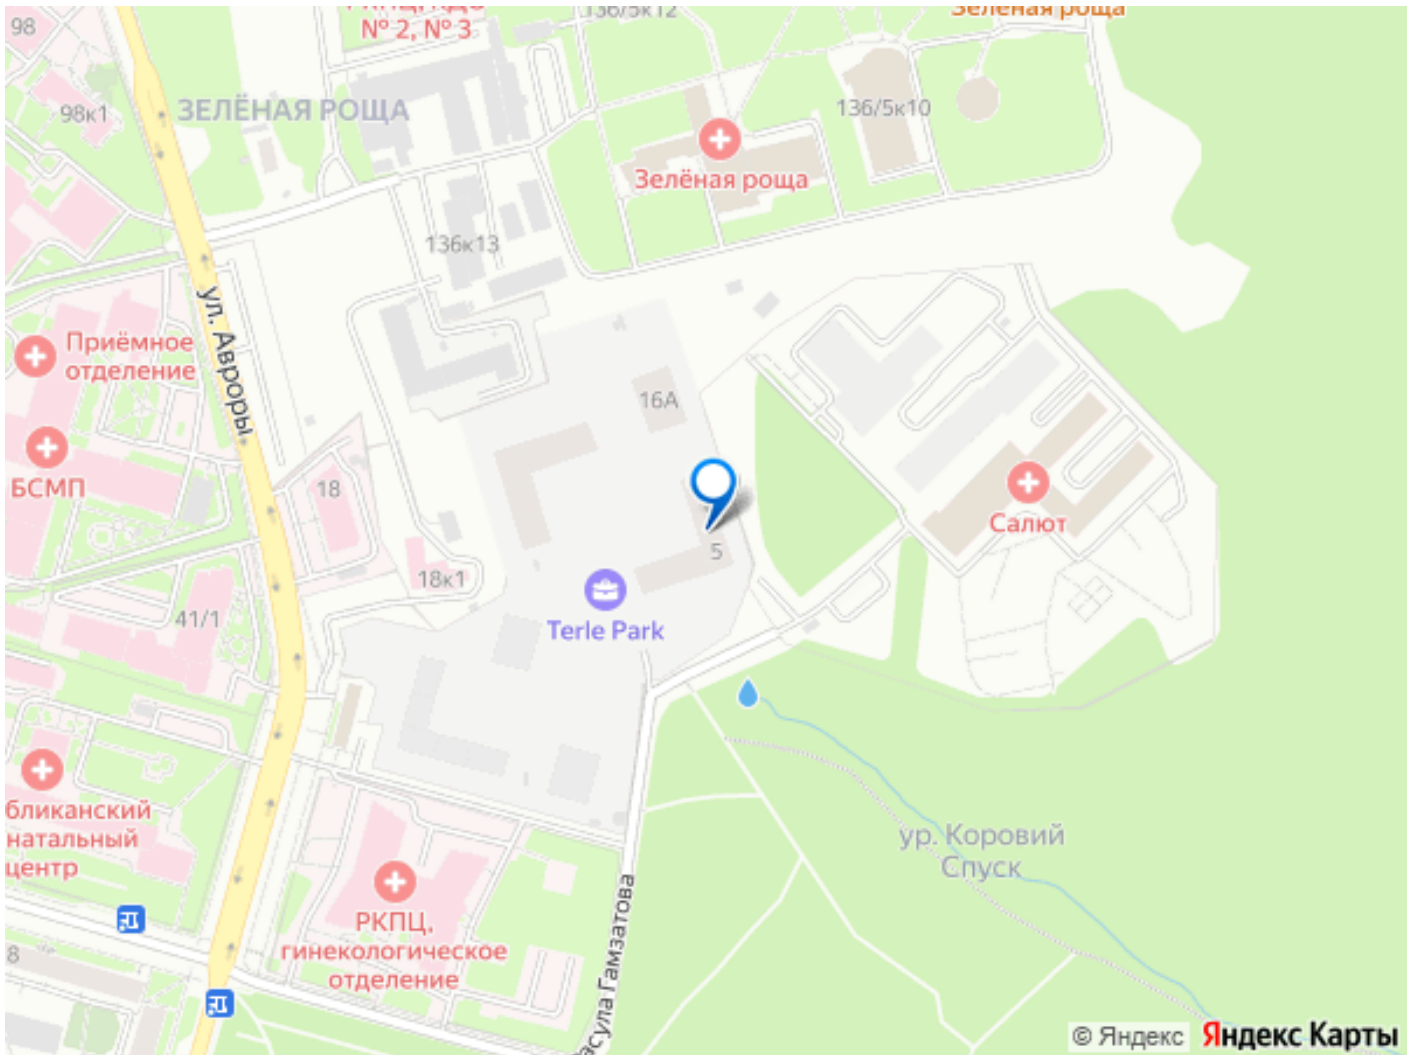 98
№ 2, № 3
136/5к12
Зелёная роща
98к1
ЗЕЛЁНАЯ РОЩА
136/5к10
Зелёная роща
136к13
ул. Авроры
Приёмное
отделение
16А
БСМП
18
Салют
5
18к1
41/1
Terle Park
бликанский
натальный
центр
ур. Коровий
Спуск
РКПЦ,
гинекологическое
отделение
асула Гамзатова
8
© Яндекс Яндекс Карты